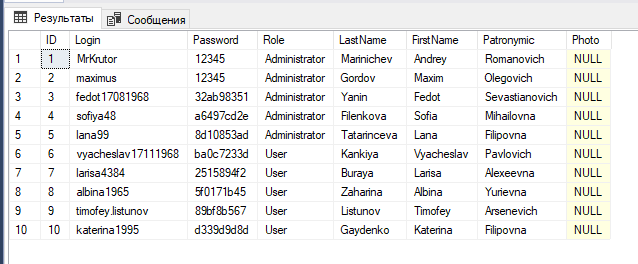 Результаты Сообщения
ID Login Password Role LastName FirstName Patronymic Photo
1 1 MrKrutor 12345 Administrator Marinichev Andrey Romanovich NULL
2 2 maximus 12345 Administrator Gordov Maxim Olegovich NULL
3 3 fedot17081968 32ab98351 Administrator Yanin Fedot Sevastianovich NULL
4 4 sofiya48 a6497cd2e Administrator Filenkova Sofia Mihailovna NULL
5 5 lana99 8d10853ad Administrator Tatarinceva Lana Filipovna NULL
6 6 vyacheslav17111968 ba0c7233d User Kankiya Vyacheslav Pavlovich NULL
7 7 larisa4384 2515894f2 User Buraya Larisa Alexeevna NULL
8 8 albina1965 5f0171b45 User Zaharina Albina Yurievna NULL
9 9 timofey.listunov 89bf8b567 User Listunov Timofey Arsenevich NULL
10 10 katerina1995 d339d9d8d User Gaydenko Katerina Filipovna NULL